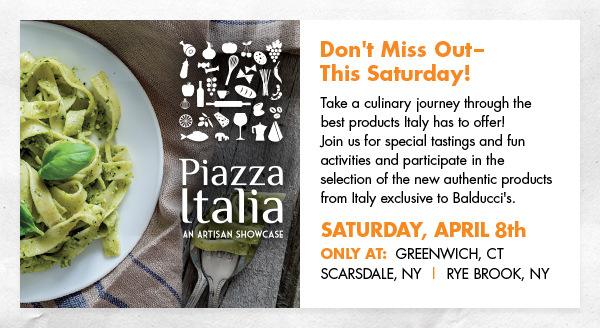 Piazza
Italia
AN ARTISAN SHOWCASE
Don't Miss Out–
This Saturday!
Take a culinary journey through the
best products Italy has to offer!
Join us for special tastings and fun
activities and participate in the
selection of the new authentic products
from Italy exclusive to Balducci's.
SATURDAY, APRIL 8th
ONLY AT: GREENWICH, CT
SCARSDALE, NY | RYE BROOK, NY